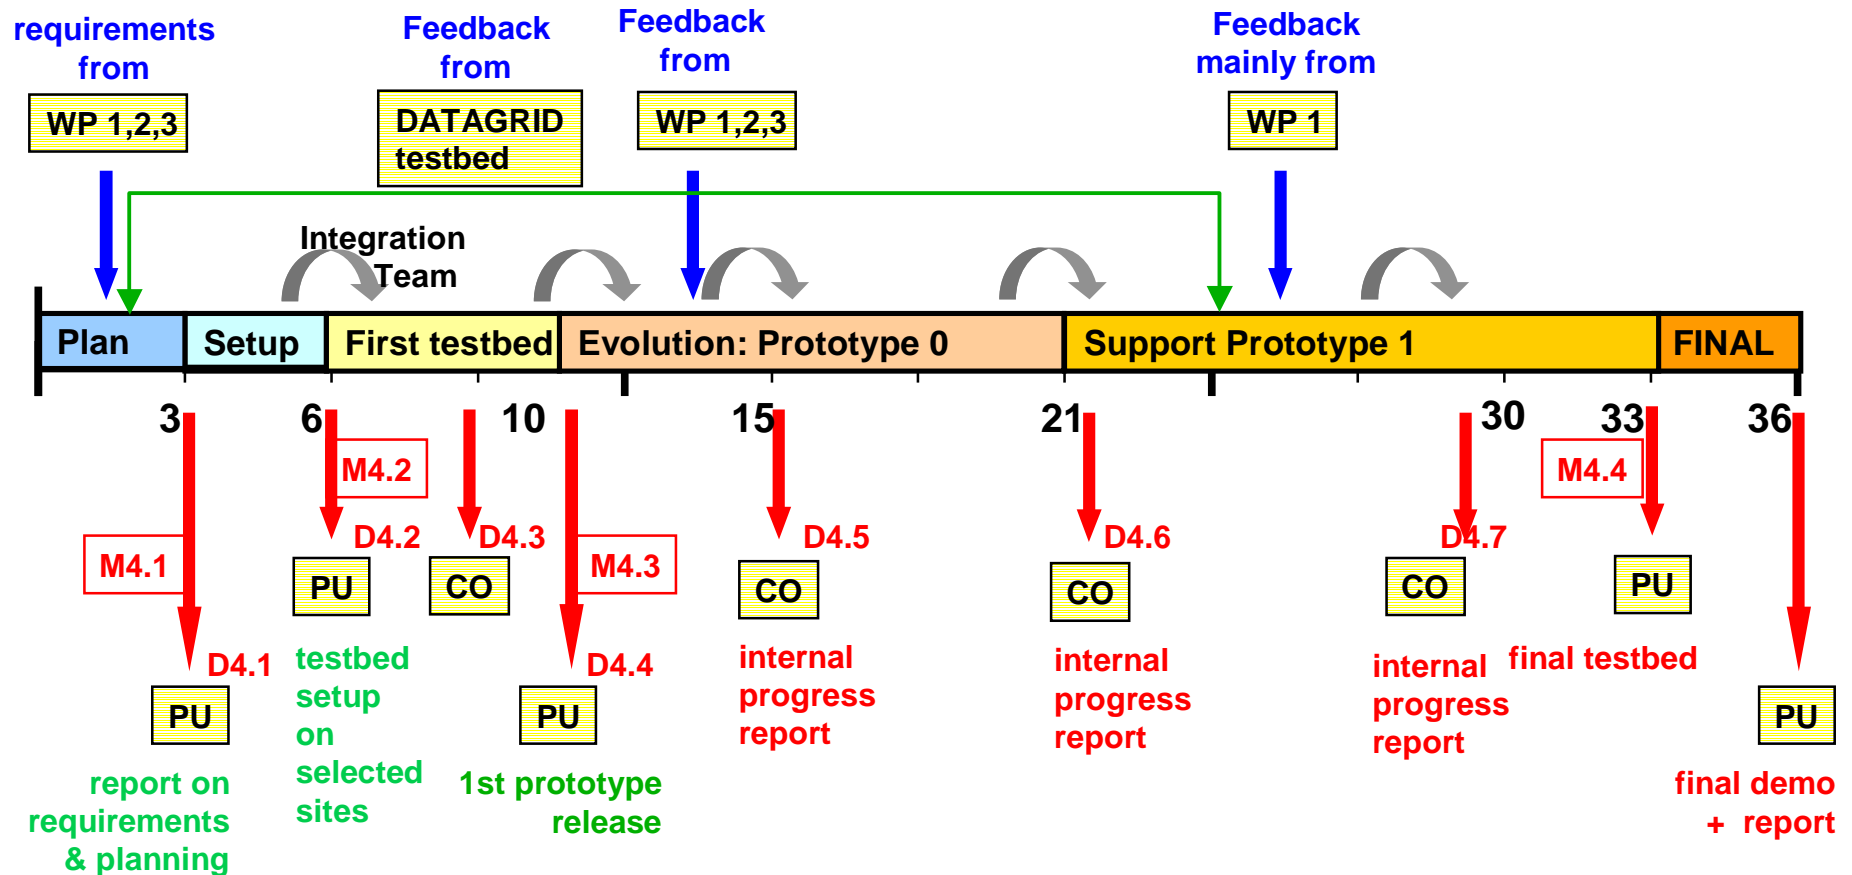 requirements
from
WP 1,2,3
Feedback
from
DATAGRID
testbed
Feedback
from
WP 1,2,3
Feedback
mainly from
WP 1
Integration
Team
Plan
Setup
First testbed
Evolution: Prototype 0
Support Prototype 1
FINAL
3
6
10
15
21
30
33
36
M4.1
D4.1
PU
report on
requirements
& planning
M4.2
D4.2
PU
testbed
setup
on
selected
sites
D4.3
CO
M4.3
D4.4
PU
1st prototype
release
D4.5
CO
internal
progress
report
D4.6
CO
internal
progress
report
D4.7
CO
internal
progress
report
M4.4
PU
final testbed
PU
final demo
+ report